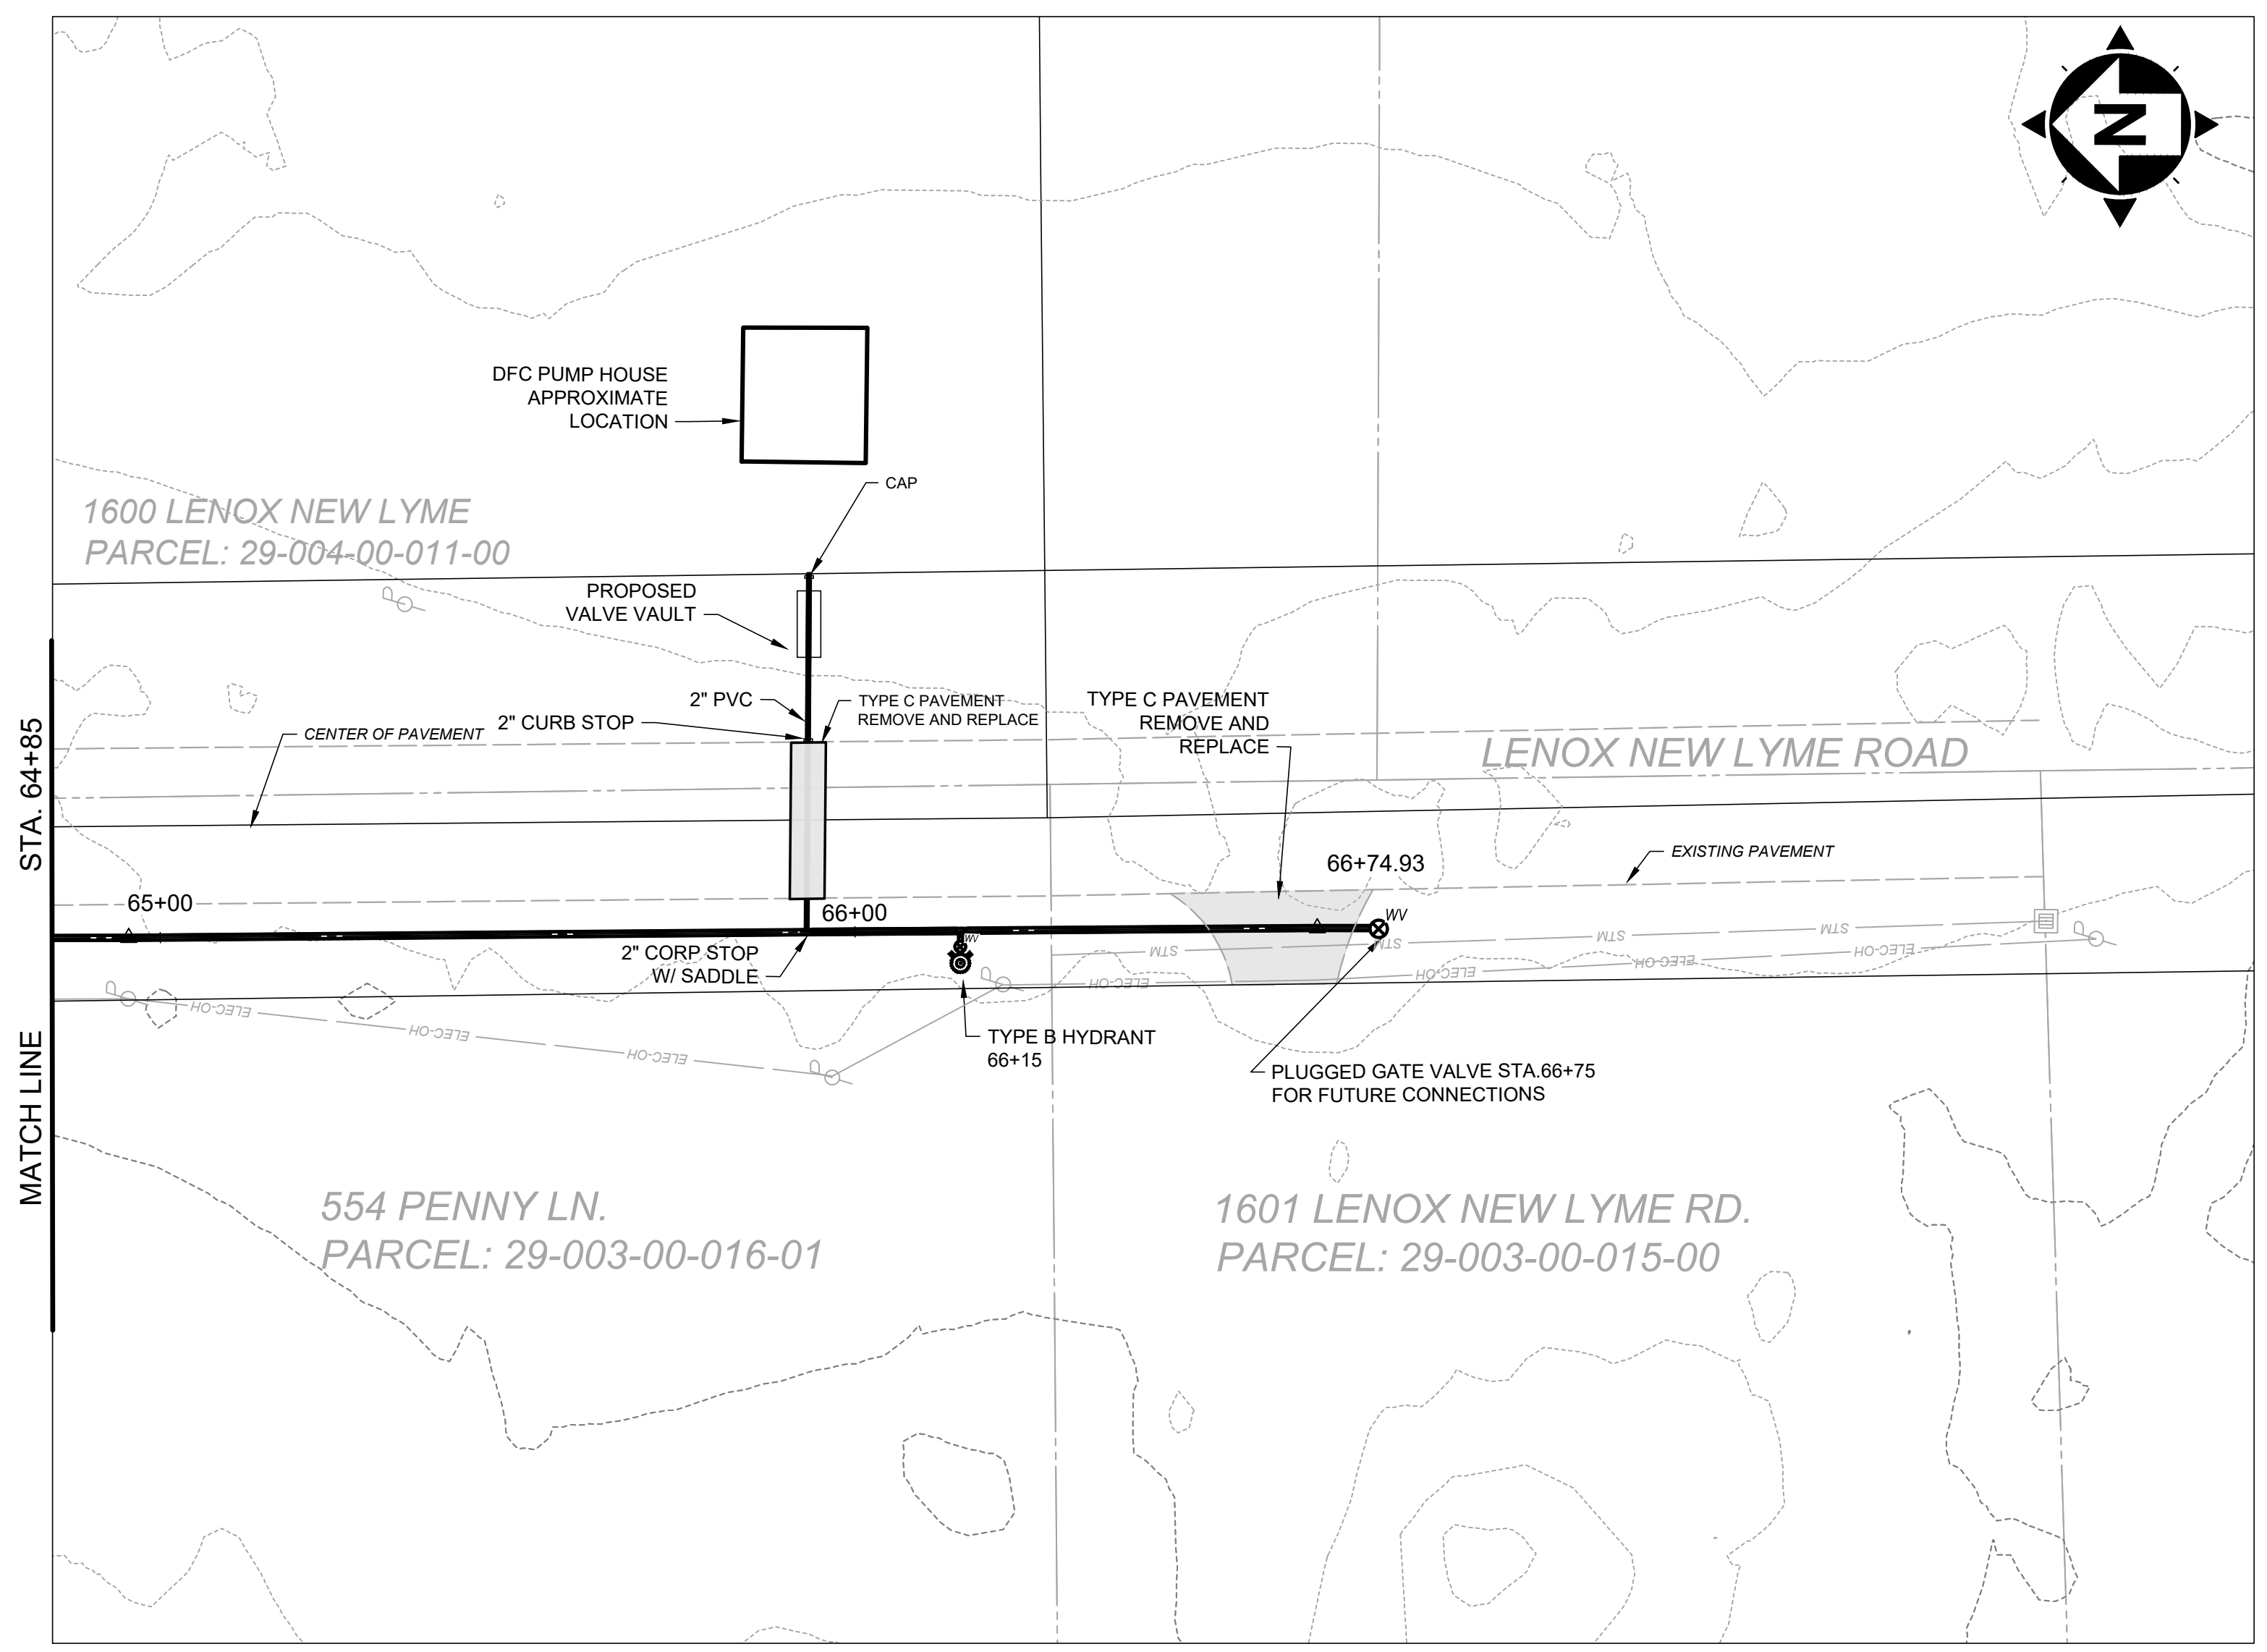 N
DFC PUMP HOUSE
APPROXIMATE
LOCATION
CAP
1600 LENOX NEW LYME
PARCEL: 29-004-00-011-00
PROPOSED
VALVE VAULT
2" PVC
TYPE C PAVEMENT
REMOVE AND REPLACE
2" CURB STOP
CENTER OF PAVEMENT
TYPE C PAVEMENT
REMOVE AND
REPLACE
LENOX NEW LYME ROAD
MATCH LINE STA. 64+85
EXISTING PAVEMENT
66+74.93
65+00
66+00
WV
WV
2" CORP STOP
W/ SADDLE
STM
STM
STM
STM
ELEC-OH
ELEC-OH
ELEC-OH
ELEC-OH
ELEC-OH
ELEC-OH
ELEC-OH
TYPE B HYDRANT
66+15
PLUGGED GATE VALVE STA.66+75
FOR FUTURE CONNECTIONS
554 PENNY LN.
PARCEL: 29-003-00-016-01
1601 LENOX NEW LYME RD.
PARCEL: 29-003-00-015-00